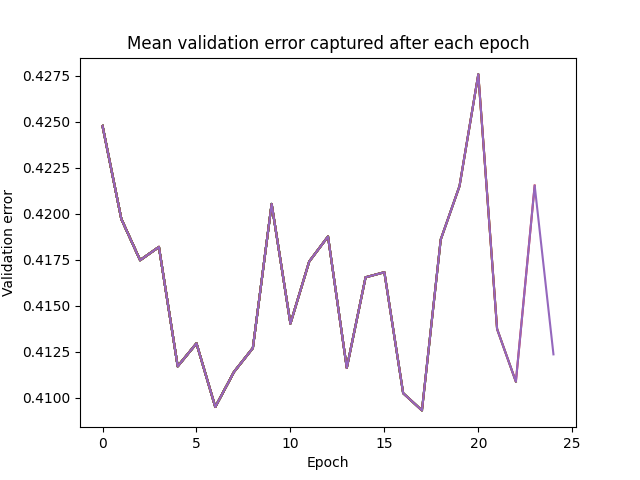 Mean validation error captured after each epoch
Validation error
0.4275
0.4250
0.4225
0.4200
0.4175
0.4150
0.4125
0.4100
0 5 10 15 20 25
Epoch